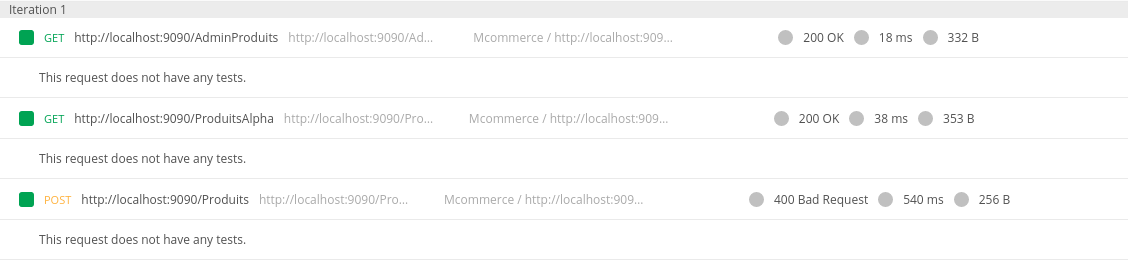 Iteration 1
GET http://localhost:9090/AdminProduits http://localhost:9090/Ad... Mcommerce / http://localhost:909... 200 OK 18 ms 332 B
This request does not have any tests.
GET http://localhost:9090/ProduitsAlpha http://localhost:9090/Pro... Mcommerce / http://localhost:909... 200 OK 38 ms 353 B
This request does not have any tests.
POST http://localhost:9090/Produits http://localhost:9090/Pro... Mcommerce / http://localhost:909... 400 Bad Request 540 ms 256 B
This request does not have any tests.